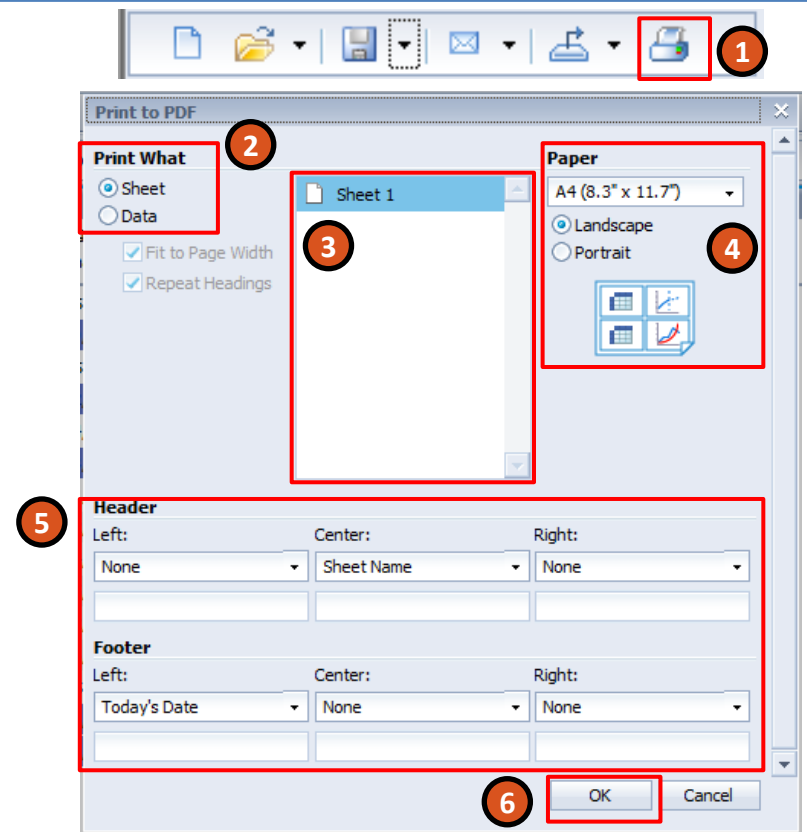 1
Print to PDF
2
Print What
Paper
Sheet
Sheet 1
A4 (8.3" x 11.7")
Data
Landscape
3
4
Fit to Page Width
Portrait
Repeat Headings
5
Header
Left: Center: Right:
None Sheet Name None
Footer
Left: Center: Right:
Today's Date None None
6
OK Cancel